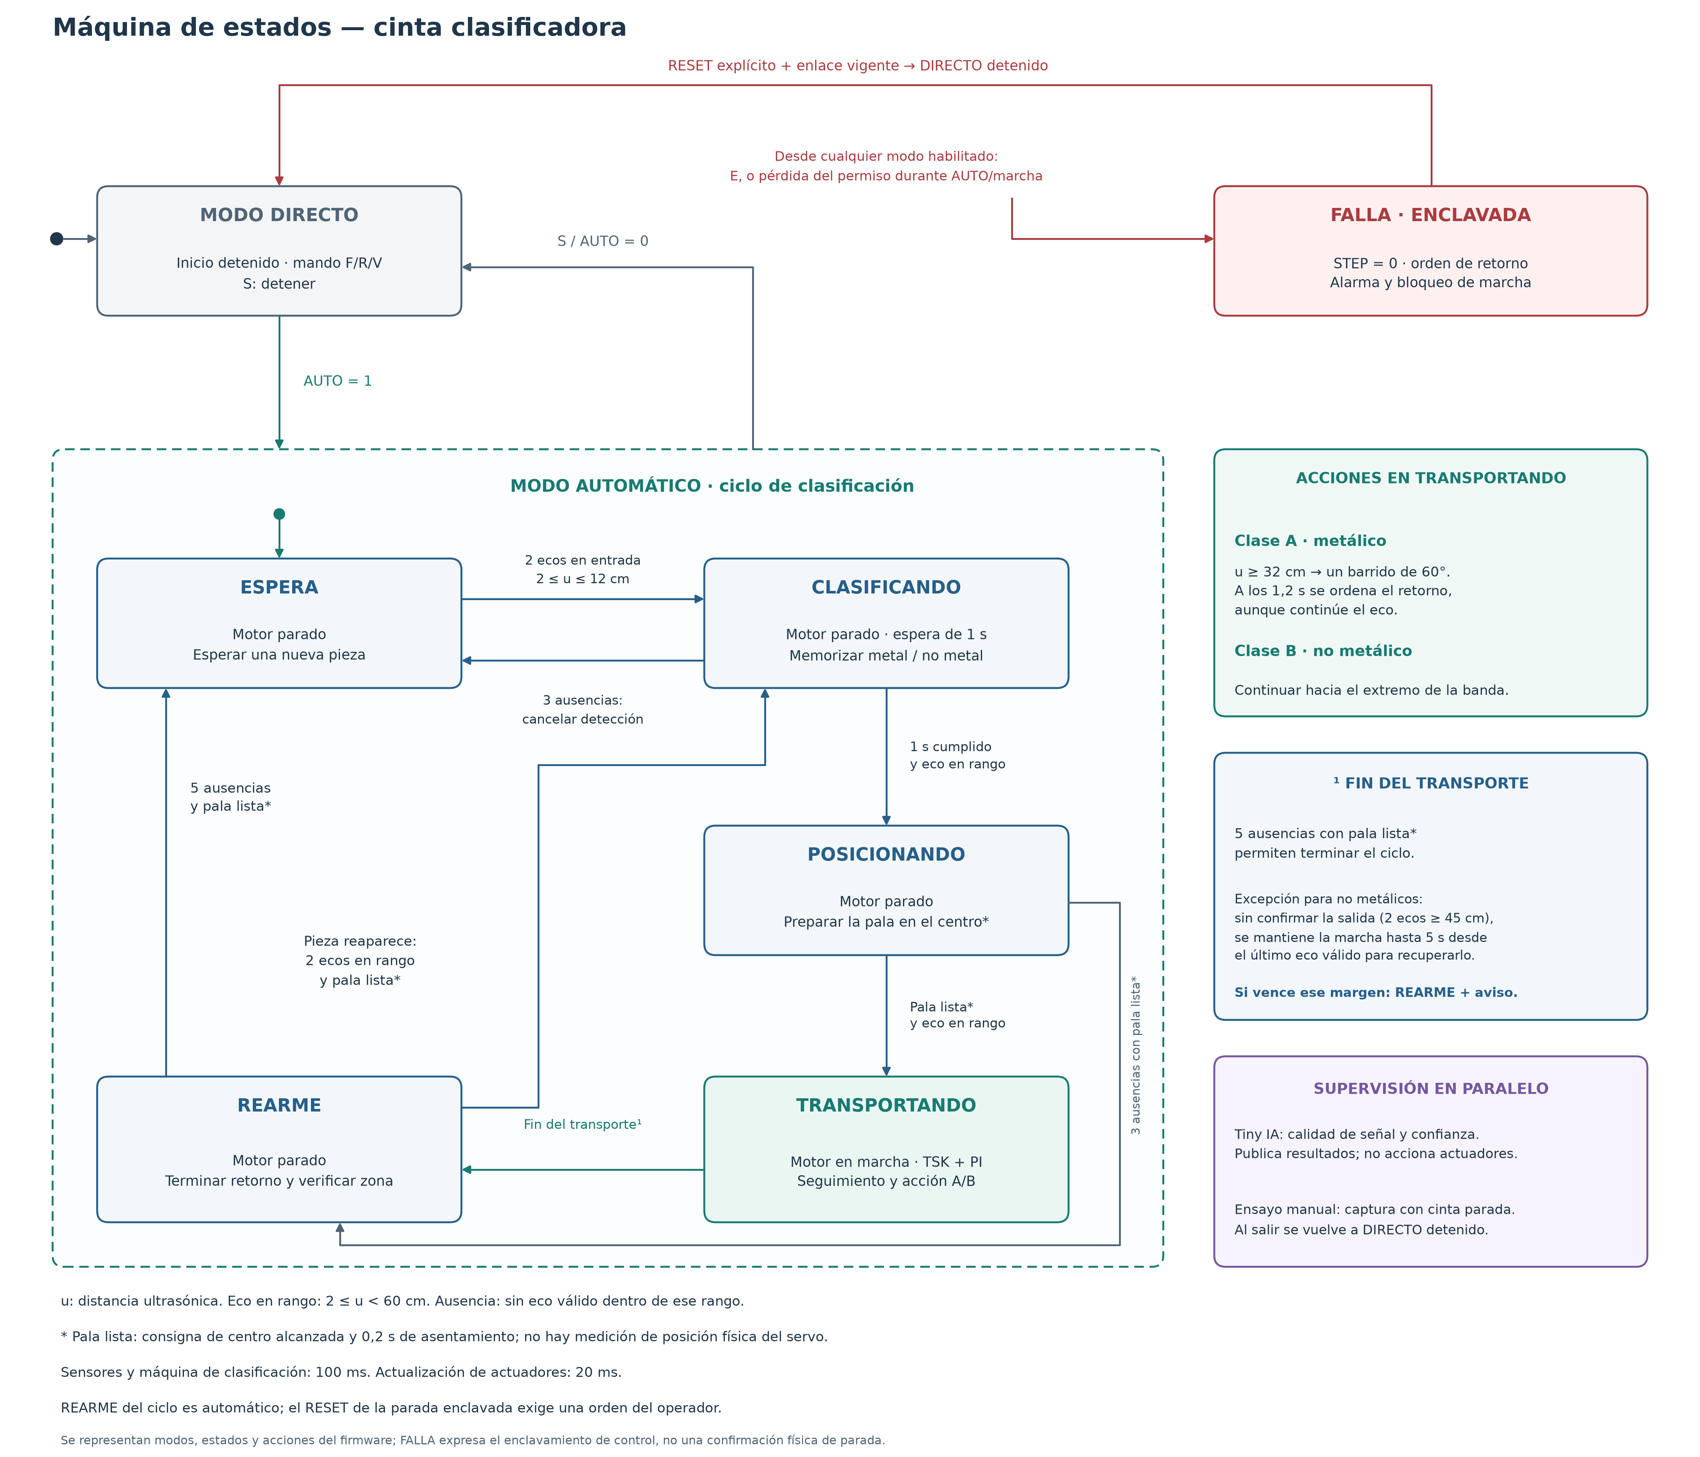 Máquina de estados — cinta clasificadora
RESET explícito + enlace vigente → DIRECTO detenido
Desde cualquier modo habilitado:
E, o pérdida del permiso durante AUTO/marcha
MODO DIRECTO
Inicio detenido · mando F/R/V
S: detener
S / AUTO = 0
FALLA · ENCLAVADA
STEP = 0 · orden de retorno
Alarma y bloqueo de marcha
AUTO = 1
MODO AUTOMÁTICO · ciclo de clasificación
ESPERA
Motor parado
Esperar una nueva pieza
2 ecos en entrada
2 ≤ u ≤ 12 cm
CLASIFICANDO
Motor parado · espera de 1 s
Memorizar metal / no metal
3 ausencias:
cancelar detección
1 s cumplido
y eco en rango
5 ausencias
y pala lista*
POSICIONANDO
Motor parado
Preparar la pala en el centro*
Pieza reaparece:
2 ecos en rango
y pala lista*
Pala lista*
y eco en rango
3 ausencias con pala lista*
REARME
Motor parado
Terminar retorno y verificar zona
Fin del transporte¹
TRANSPORTANDO
Motor en marcha · TSK + PI
Seguimiento y acción A/B
ACCIONES EN TRANSPORTANDO
Clase A · metálico
u ≥ 32 cm → un barrido de 60°.
A los 1,2 s se ordena el retorno,
aunque continúe el eco.
Clase B · no metálico
Continuar hacia el extremo de la banda.
¹ FIN DEL TRANSPORTE
5 ausencias con pala lista*
permiten terminar el ciclo.
Excepción para no metálicos:
sin confirmar la salida (2 ecos ≥ 45 cm),
se mantiene la marcha hasta 5 s desde
el último eco válido para recuperarlo.
Si vence ese margen: REARME + aviso.
SUPERVISIÓN EN PARALELO
Tiny IA: calidad de señal y confianza.
Publica resultados; no acciona actuadores.
Ensayo manual: captura con cinta parada.
Al salir se vuelve a DIRECTO detenido.
u: distancia ultrasónica. Eco en rango: 2 ≤ u < 60 cm. Ausencia: sin eco válido dentro de ese rango.
* Pala lista: consigna de centro alcanzada y 0,2 s de asentamiento; no hay medición de posición física del servo.
Sensores y máquina de clasificación: 100 ms. Actualización de actuadores: 20 ms.
REARME del ciclo es automático; el RESET de la parada enclavada exige una orden del operador.
Se representan modos, estados y acciones del firmware; FALLA expresa el enclavamiento de control, no una confirmación física de parada.